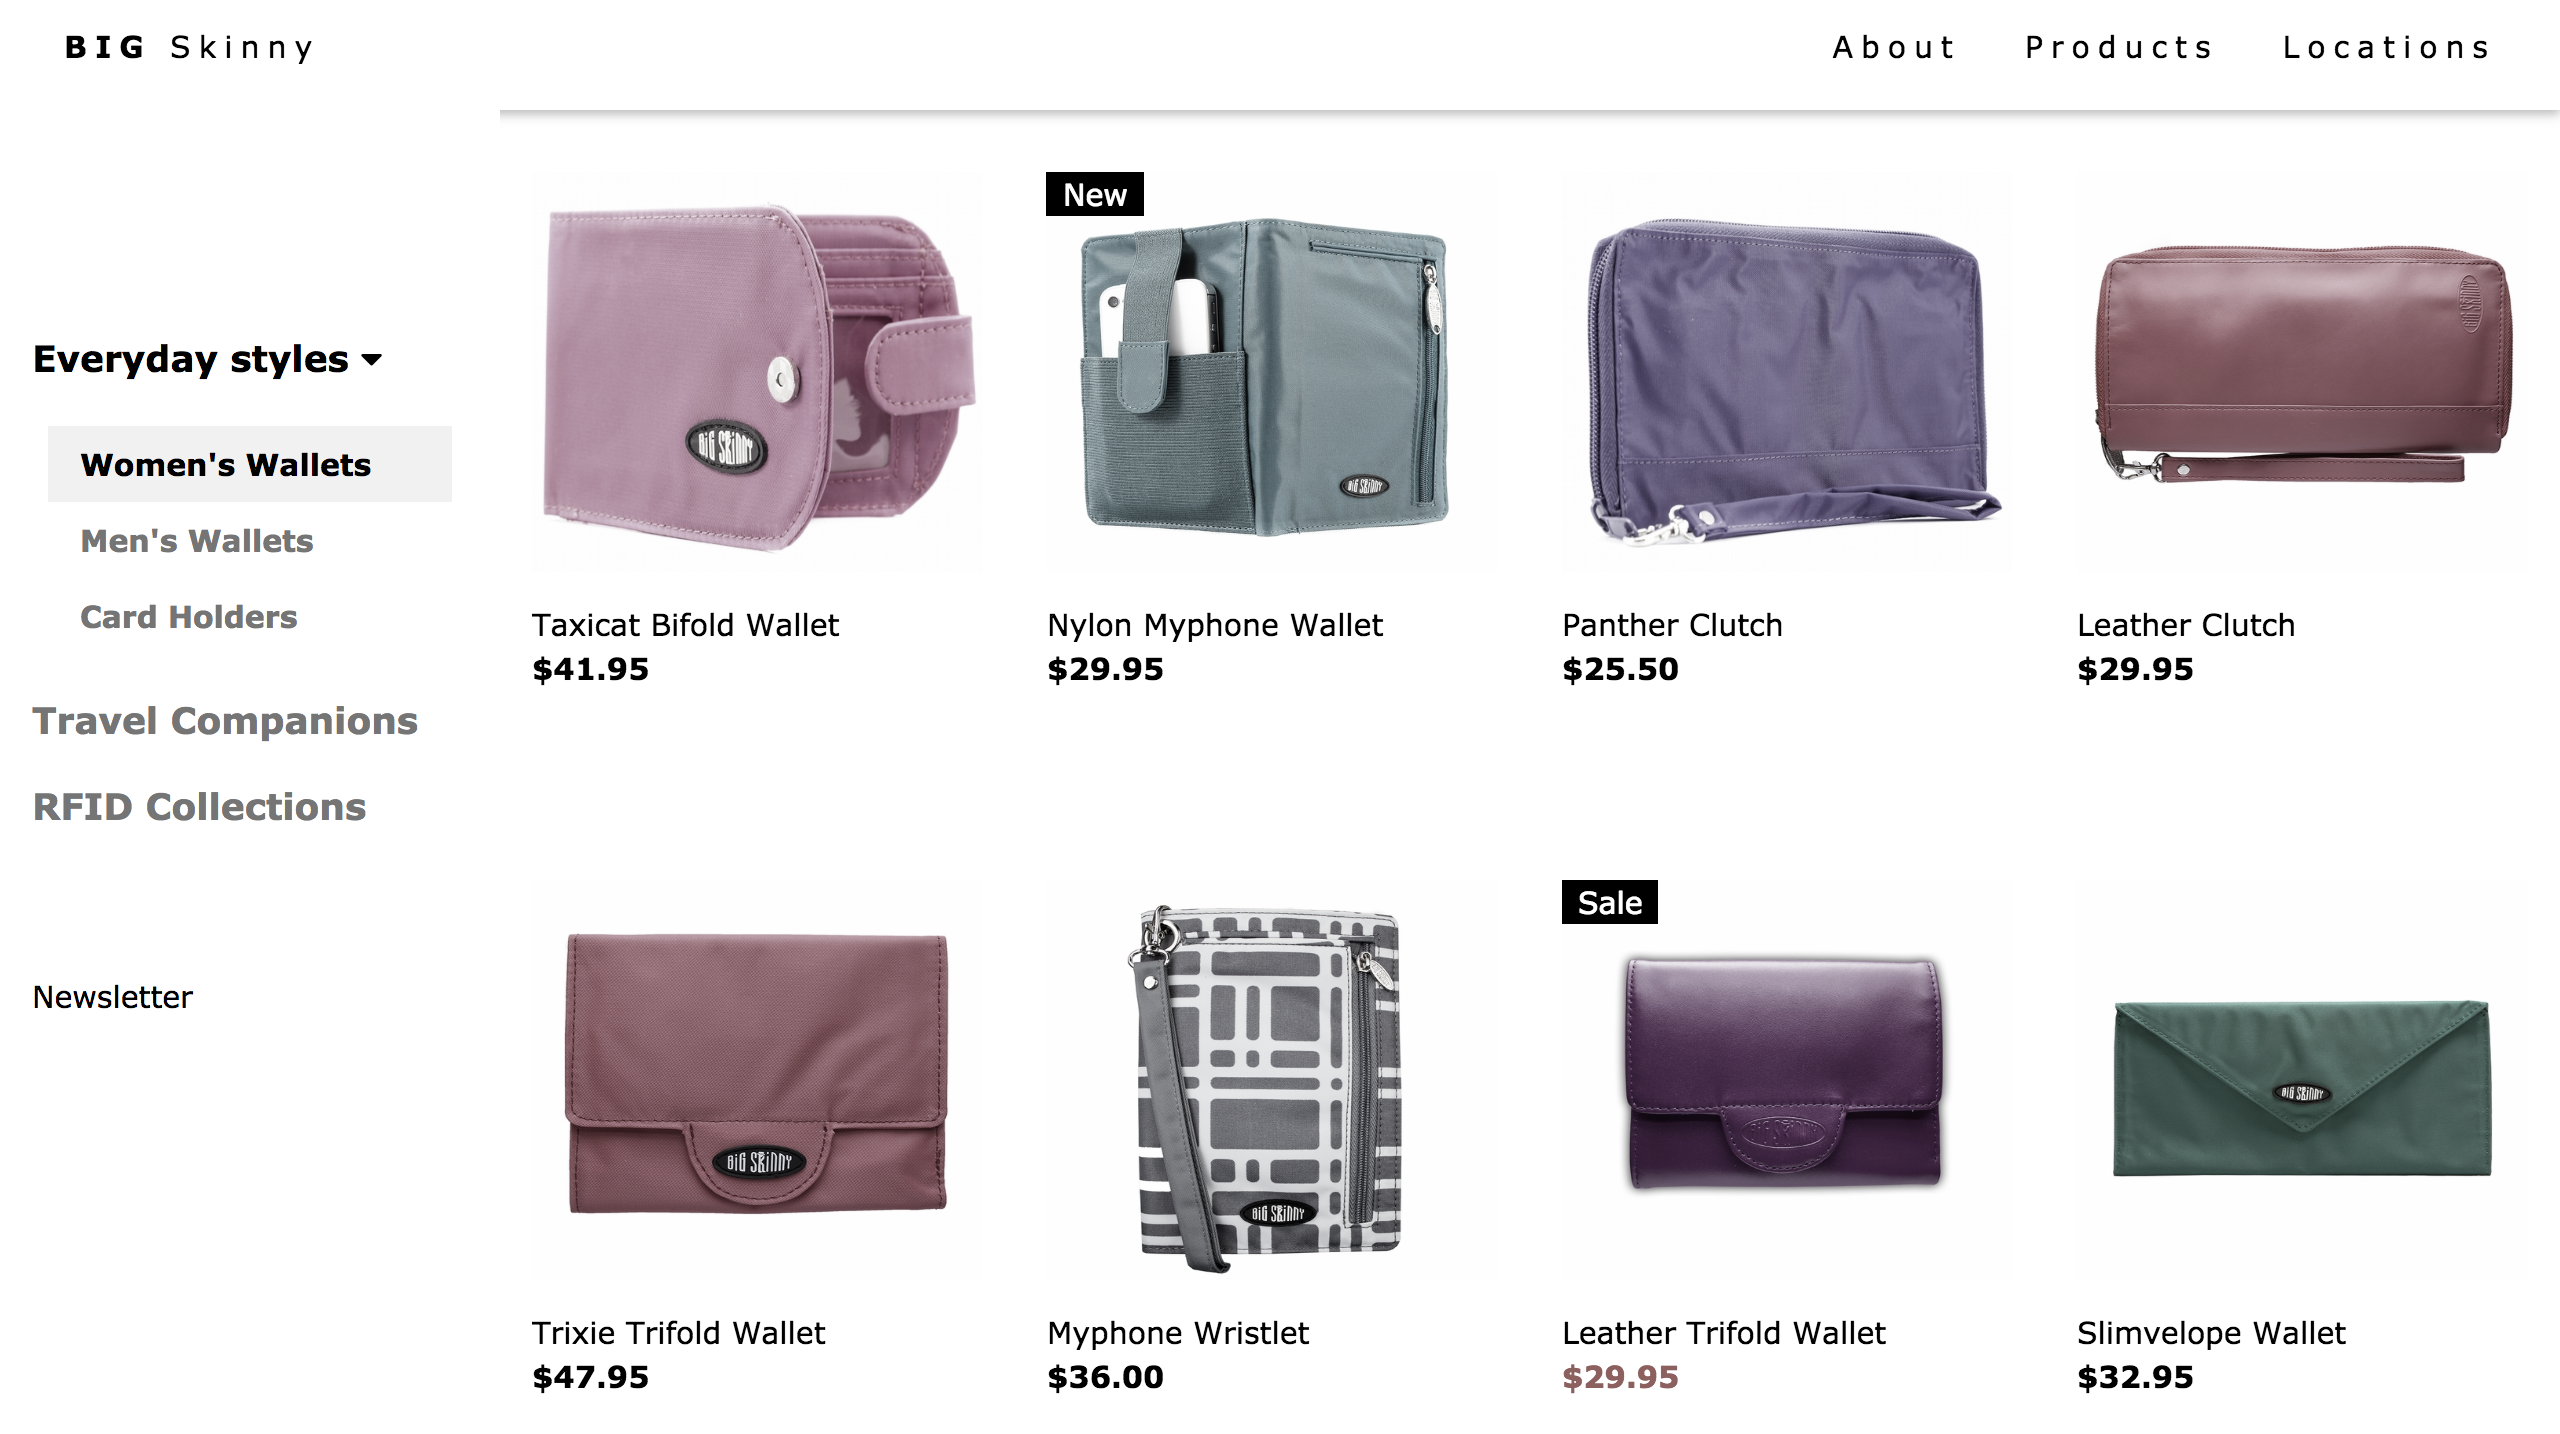 BIG Skinny
About
Products
Locations
Everyday styles
Women's Wallets
Men's Wallets
Card Holders
Travel Companions
RFID Collections
Newsletter
BIG SKINNY
Taxicat Bifold Wallet
$41.95
New
BIG SKINNY
Nylon Myphone Wallet
$29.95
Panther Clutch
$25.50
BIG SKINNY
Leather Clutch
$29.95
BIG SKINNY
Trixie Trifold Wallet
$47.95
BIG SKINNY
Myphone Wristlet
$36.00
Sale
BIG SKINNY
Leather Trifold Wallet
$29.95
BIG SKINNY
Slimvelope Wallet
$32.95